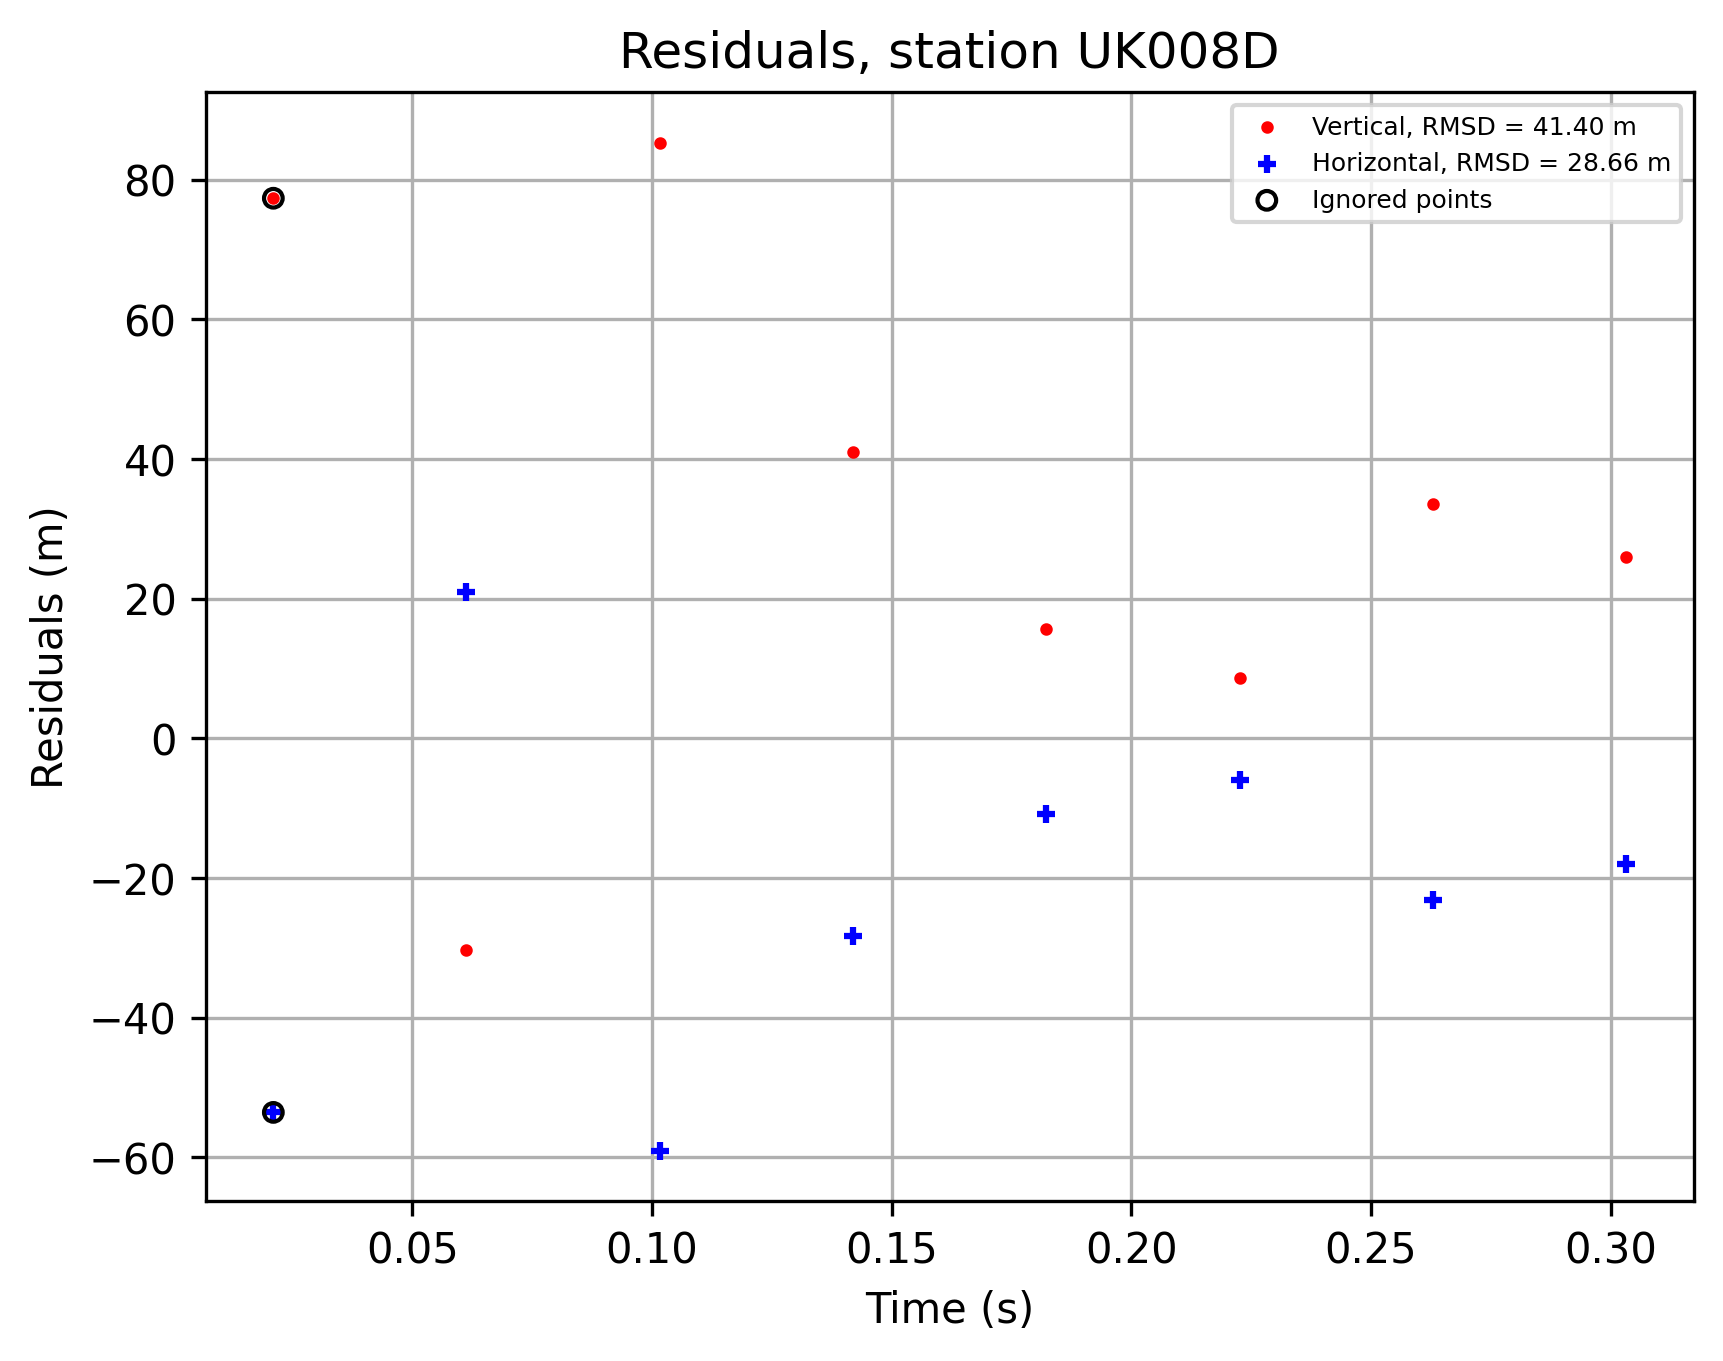 Residuals, station UK008D
Vertical, RMSD = 41.40 m
Horizontal, RMSD = 28.66 m
Ignored points
Residuals (m)
80
60
40
20
0
−20
−40
−60
0.05 0.10 0.15 0.20 0.25 0.30
Time (s)